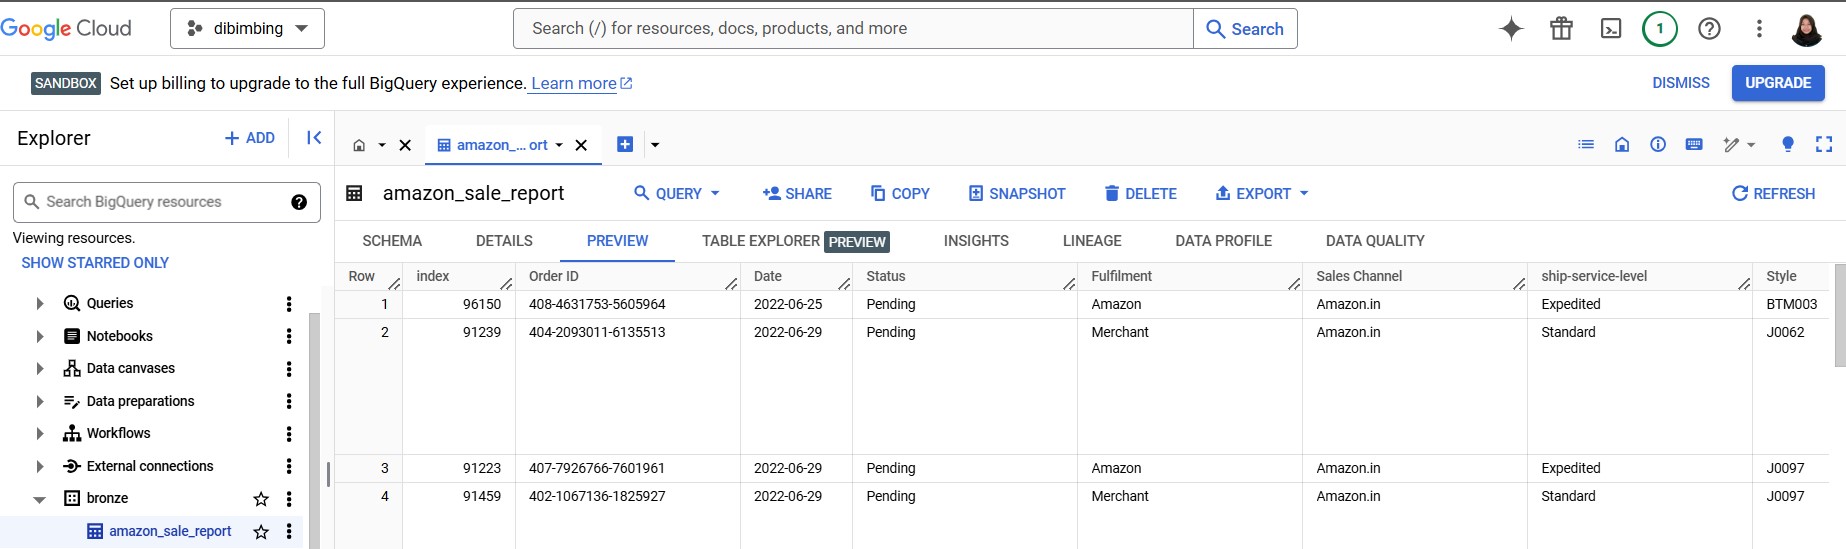 Google Cloud
dibimbing
Search (/) for resources, docs, products, and more
Search
1
SANDBOX Set up billing to upgrade to the full BigQuery experience. Learn more
DISMISS
UPGRADE
Explorer
+ ADD
Search BigQuery resources
Viewing resources.
SHOW STARRED ONLY
Queries
Notebooks
Data canvases
Data preparations
Workflows
External connections
bronze
amazon_sale_report
amazon_... ort
amazon_sale_report
QUERY
SHARE
COPY
SNAPSHOT
DELETE
EXPORT
REFRESH
SCHEMA DETAILS PREVIEW TABLE EXPLORER PREVIEW INSIGHTS LINEAGE DATA PROFILE DATA QUALITY
Row index Order ID Date Status Fulfilment Sales Channel ship-service-level Style
1 96150 408-4631753-5605964 2022-06-25 Pending Amazon Amazon.in Expedited BTM003
2 91239 404-2093011-6135513 2022-06-29 Pending Merchant Amazon.in Standard J0062
3 91223 407-7926766-7601961 2022-06-29 Pending Amazon Amazon.in Expedited J0097
4 91459 402-1067136-1825927 2022-06-29 Pending Merchant Amazon.in Standard J0097